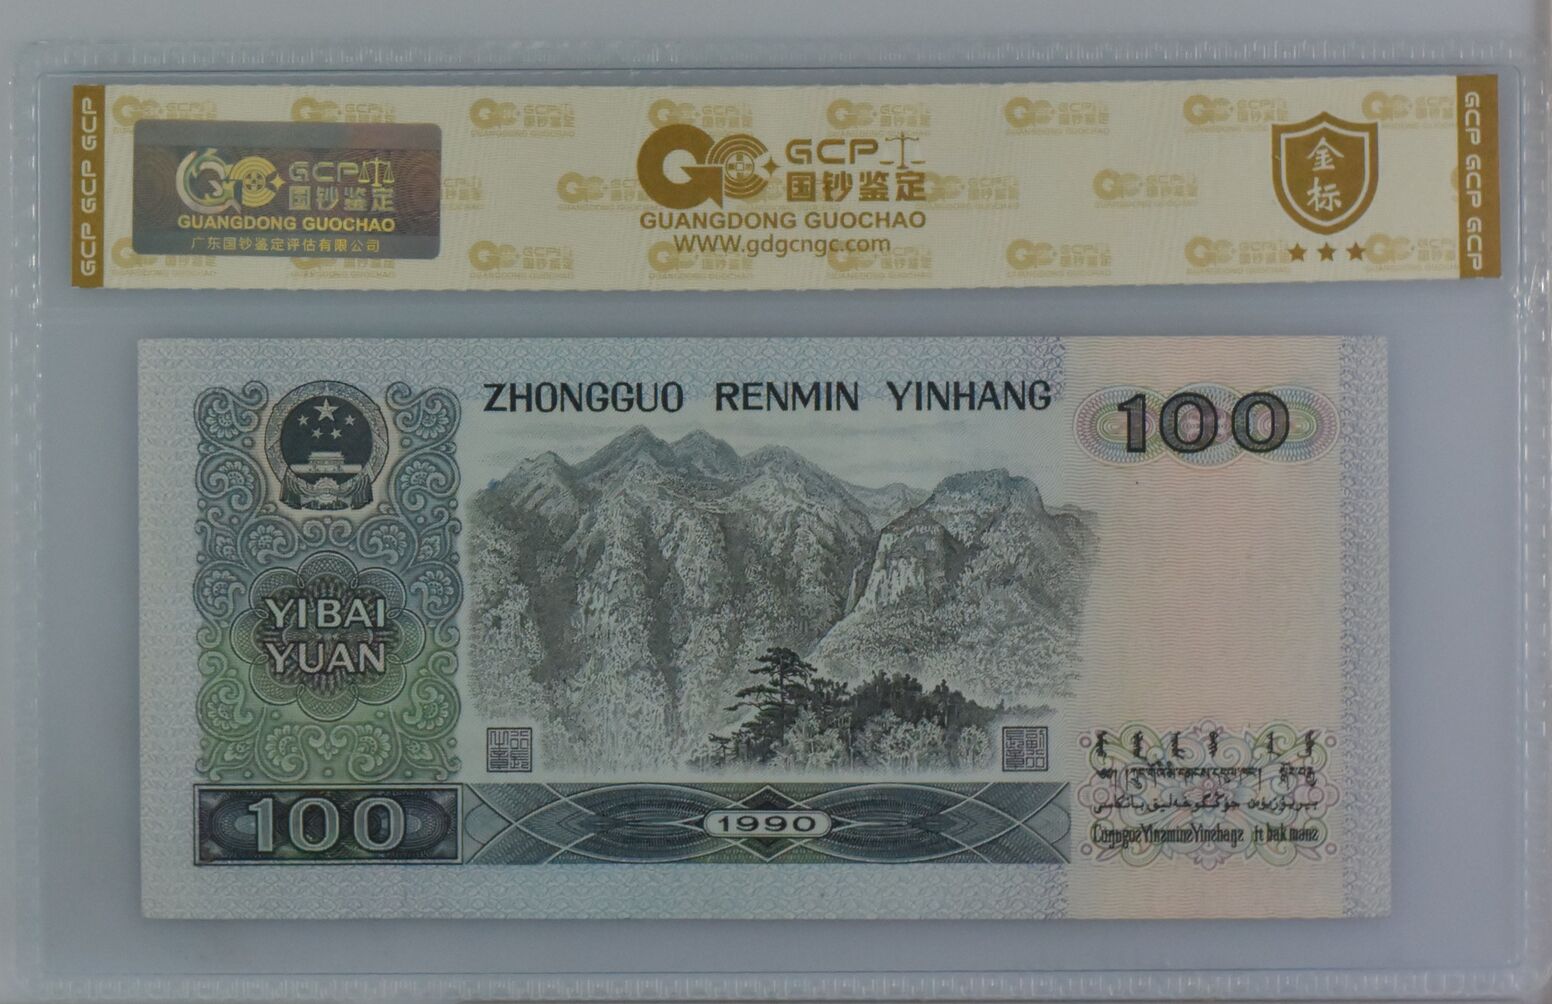 GCP GCP GCP
GCP 国钞鉴定
GUANGDONG GUOCHAO
广东国钞鉴定评估有限公司
GCP 国钞鉴定
GUANGDONG GUOCHAO
WWW.gdgcngc.com
金标
GCP GCP GCP
ZHONGGUO RENMIN YINHANG
100
YI BAI
YUAN
100
1990